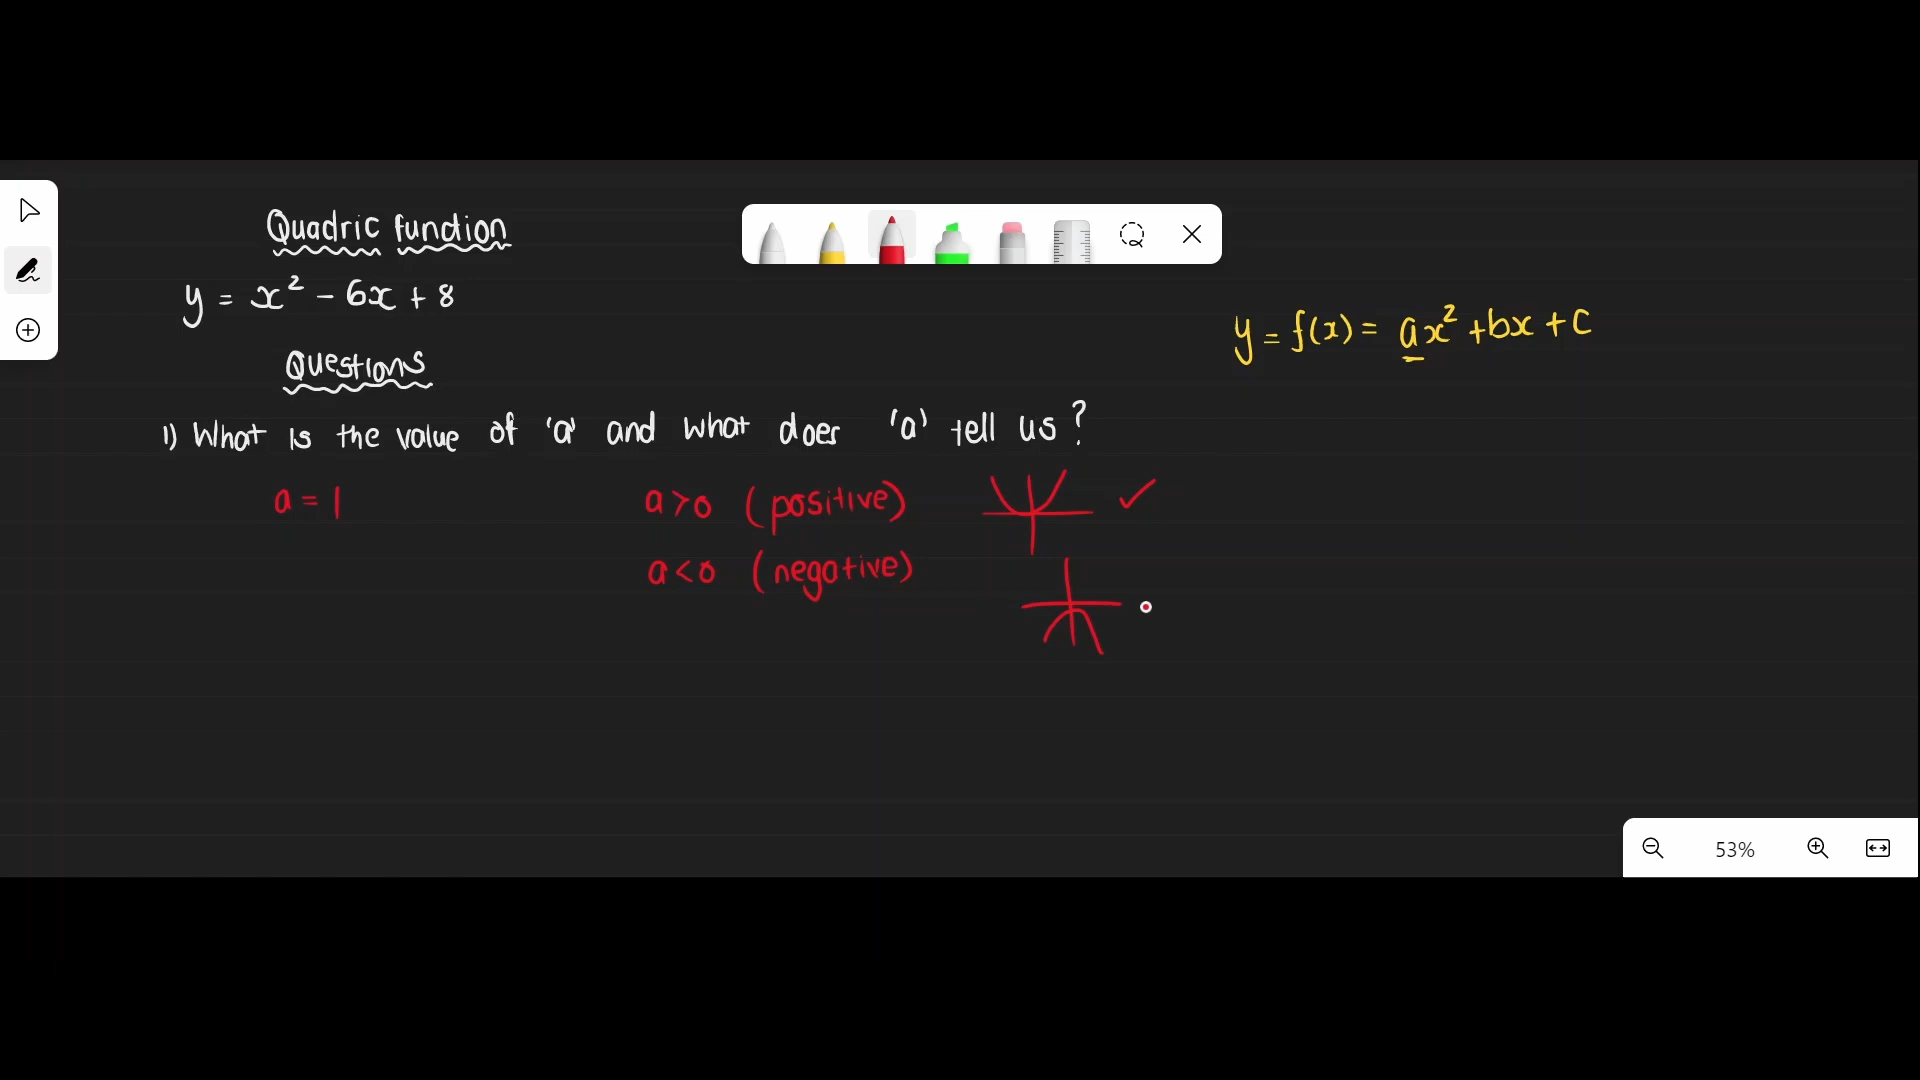 Quadric function
y = x² - 6x + 8
y = f(x) = ax² + bx + c
Questions
1) What is the value of 'a' and what does 'a' tell us?
a = 1
a > 0 (positive)
a < 0 (negative)
53%